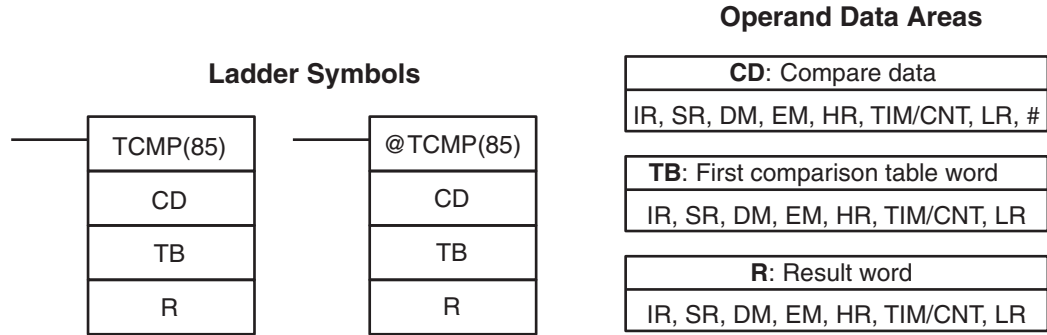 Ladder Symbols
TCMP(85)
CD
TB
R
@TCMP(85)
CD
TB
R
Operand Data Areas
CD: Compare data
IR, SR, DM, EM, HR, TIM/CNT, LR, #
TB: First comparison table word
IR, SR, DM, EM, HR, TIM/CNT, LR
R: Result word
IR, SR, DM, EM, HR, TIM/CNT, LR